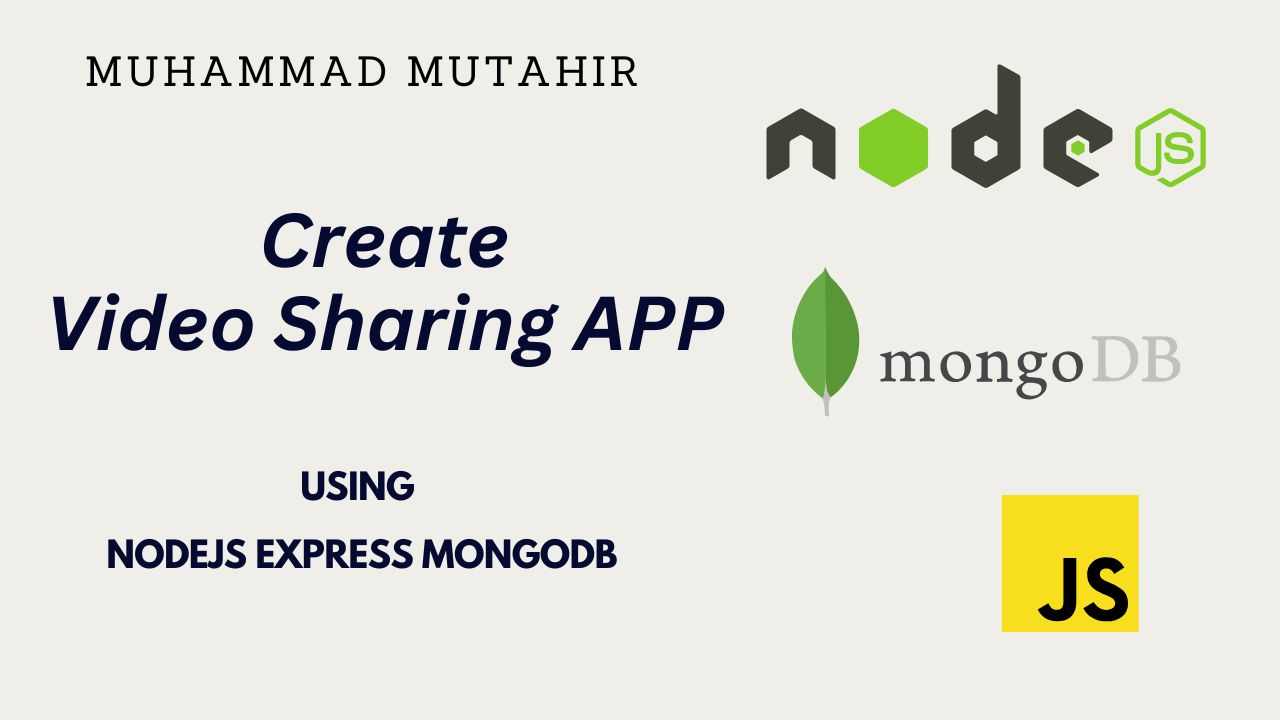 MUHAMMAD MUTAHIR
Create
Video Sharing APP
USING
NODEJS EXPRESS MONGODB
node JS
mongoDB
JS